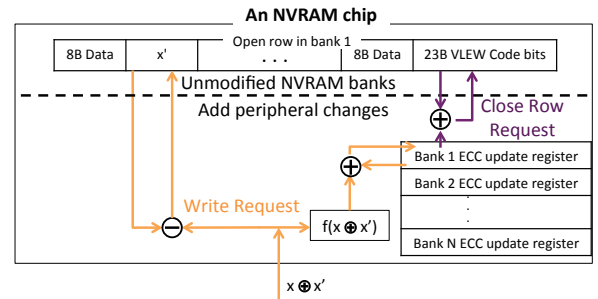 An NVRAM chip
Open row in bank 1
8B Data x' . . . 8B Data 23B VLEW Code bits
Unmodified NVRAM banks
Add peripheral changes
Close Row
Request
+
+
Bank 1 ECC update register
Bank 2 ECC update register
Write Request
f(x ⊕ x’)
−
Bank N ECC update register
x ⊕ x’